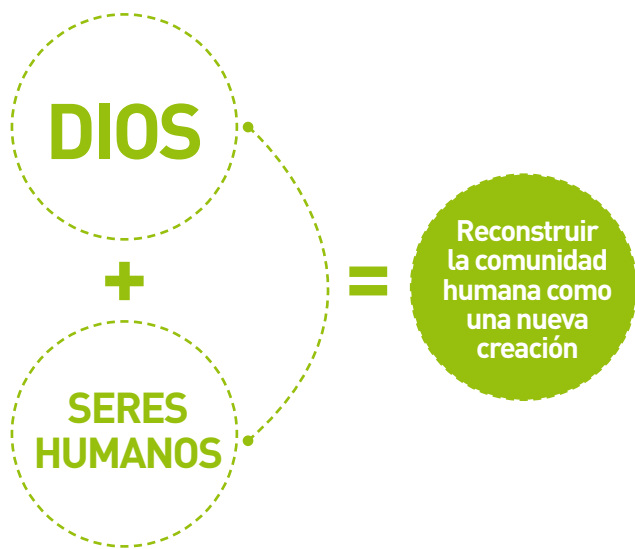 DIOS
+
SERES
HUMANOS
=
Reconstruir
la comunidad
humana como
una nueva
creación